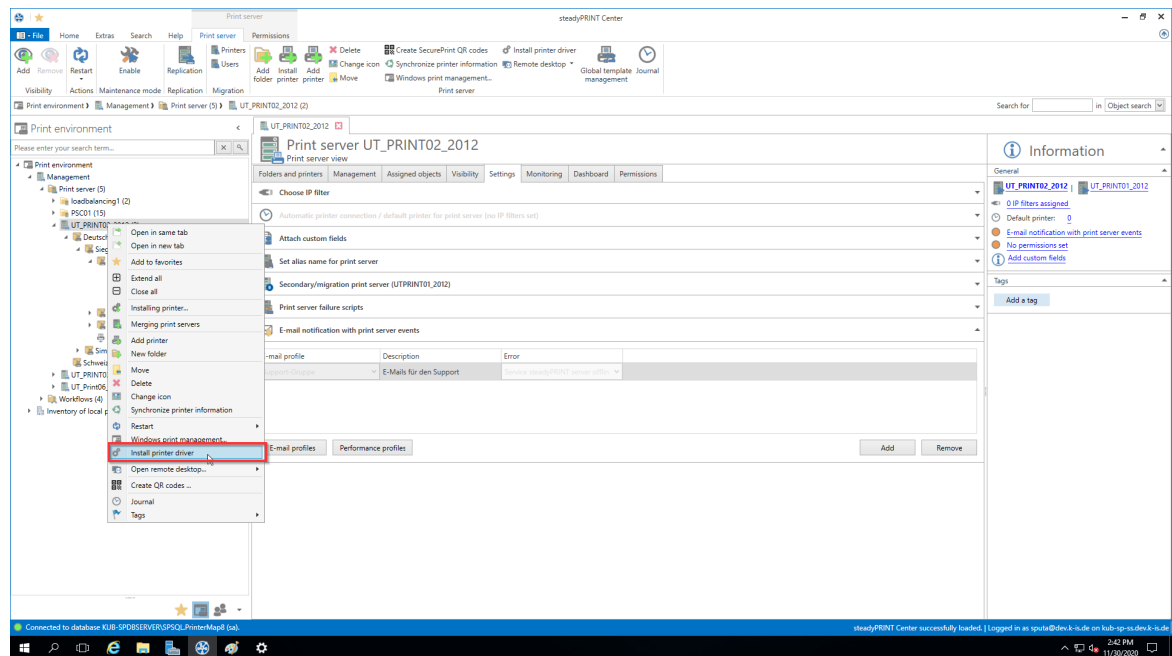 Print server
steadyPRINT Center
File Home Extras Search Help Print server Permissions
Add Remove Restart Enable Replication Printers Users
Add folder Install printer Add printer Delete Change icon Move
Create SecurePrint QR codes Synchronize printer information Windows print management...
Install printer driver Remote desktop Global template management Journal
Visibility Actions Maintenance mode Replication Migration Print server
Print environment Management Print server (5) UT_PRINT02_2012 (2)
Search for in Object search
Print environment
Please enter your search term...
Print environment
Management
Print server (5)
loadbalancing1 (2)
PSC01 (15)
UT_PRINT02_2012 (2)
Deutsch
Sieg
Sim
Schweiz
UT_PRINT0
UT_Print06
Workflows (4)
Inventory of local p
Open in same tab
Open in new tab
Add to favorites
Extend all
Close all
Installing printer...
Merging print servers
Add printer
New folder
Move
Delete
Change icon
Synchronize printer information
Restart
Windows print management...
Install printer driver
Open remote desktop...
Create QR codes ...
Journal
Tags
UT_PRINT02_2012
Print server UT_PRINT02_2012
Print server view
Folders and printers Management Assigned objects Visibility Settings Monitoring Dashboard Permissions
Choose IP filter
Automatic printer connection / default printer for print server (no IP filters set)
Attach custom fields
Set alias name for print server
Secondary/migration print server (UTPRINT01_2012)
Print server failure scripts
E-mail notification with print server events
-mail profile Description Error
upport-Gruppe E-Mails für den Support Service steadyPRINT server offlin
E-mail profiles Performance profiles Add Remove
Information
General
UT_PRINT02_2012 | UT_PRINT01_2012
0 IP filters assigned
Default printer: 0
E-mail notification with print server events
No permissions set
Add custom fields
Tags
Add a tag
Connected to database KUB-SPDBSERVER\SPSQL.PrinterMap8 (sa).
steadyPRINT Center successfully loaded. | Logged in as sputa@dev.k-is.de on kub-sp-ss.dev.k-is.de
2:42 PM
11/30/2020